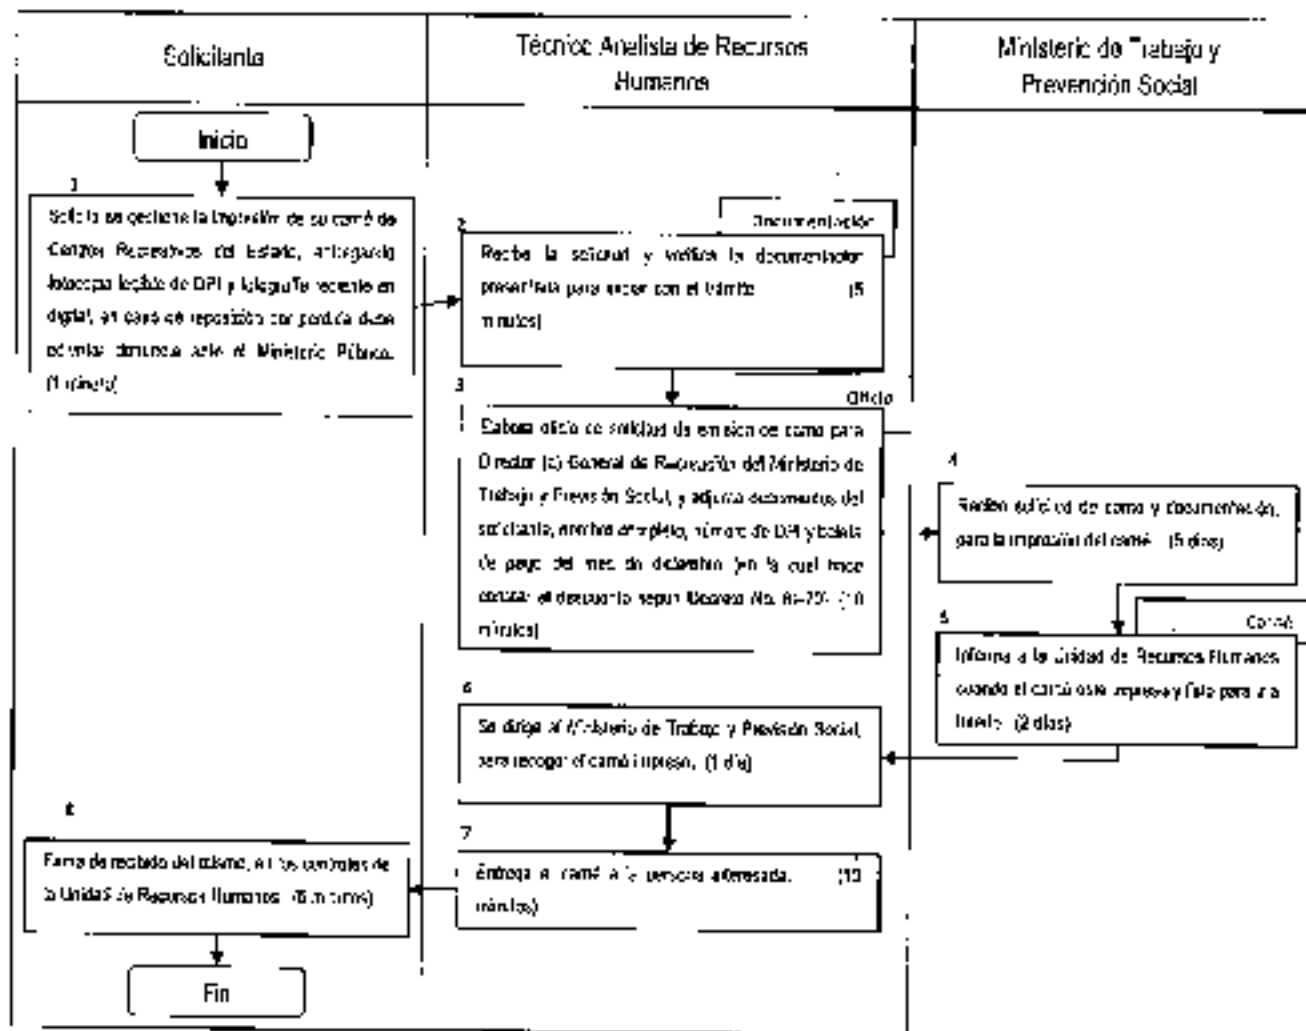 Solicitante
Técnico Analista de Recursos
Humanos
Ministerio de Trabajo y
Prevención Social
Inicio
1
Solicita se gestione la impresión de su carné de
Centros Recreativos del Estado, entregando
fotocopia legible de DPI y fotografía reciente en
digital, en caso de reposición por pérdida debe
denuncia ante el Ministerio Público.
(1 minuto)
2
Documentación
Recibe la solicitud y verifica la documentación
presentada para iniciar con el trámite (5
minutos)
3
Oficio
Elabora oficio de solicitud de emisión de carné para
Director (a) General de Recreación del Ministerio de
Trabajo y Previsión Social, y adjunta documentos del
solicitante, nombre completo, número de DPI y boleta
de pago del mes de diciembre (en la cual hace
constar el descuento según Decreto No. (10
minutos)
4
Recibe solicitud de carné y documentación,
para la impresión del carné (5 días)
5
Carné
Informa a la Unidad de Recursos Humanos
cuando el carné este impreso y listo para
(2 días)
6
Se dirige al Ministerio de Trabajo y Previsión Social,
para recoger el carné impreso. (1 día)
7
Entrega el carné a la persona interesada. (10
minutos)
Firma de recibido del mismo, en los controles de
la Unidad de Recursos Humanos (5 minutos)
Fin